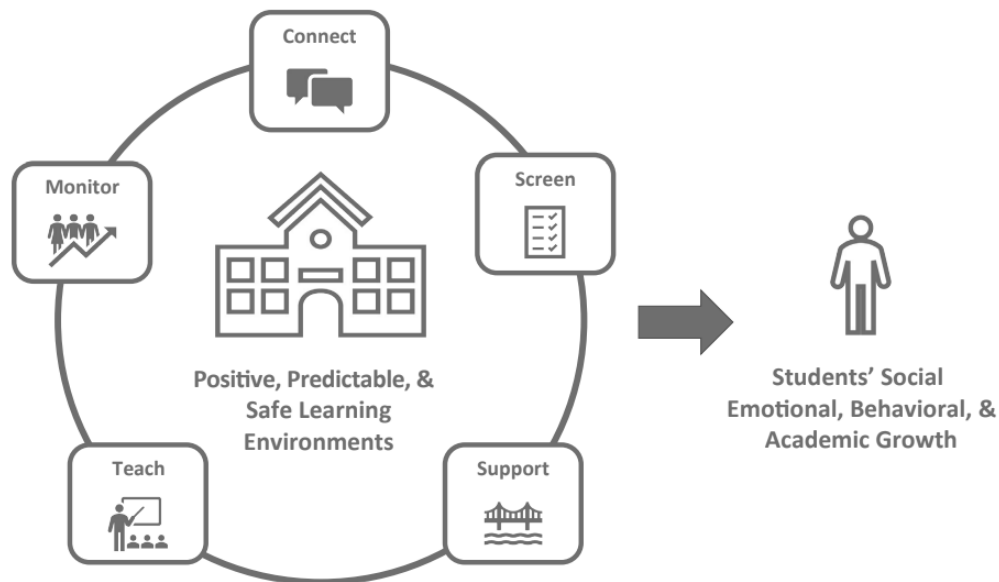 Connect
Screen
Monitor
Positive, Predictable, &
Safe Learning
Environments
Students’ Social
Emotional, Behavioral, &
Academic Growth
Teach
Support